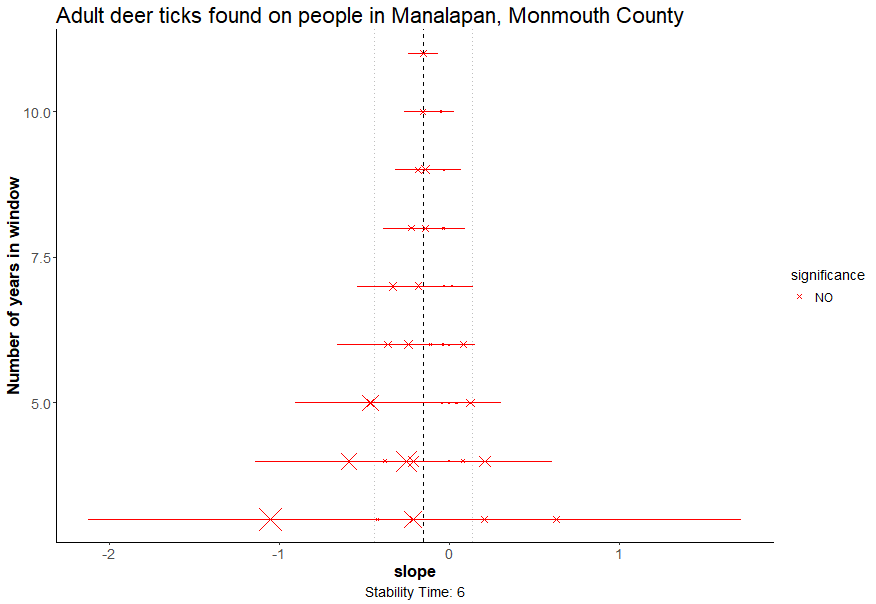 Adult deer ticks found on people in Manalapan, Monmouth County
10.0
7.5
5.0
Number of years in window
significance
NO
-2
-1
0
1
slope
Stability Time: 6